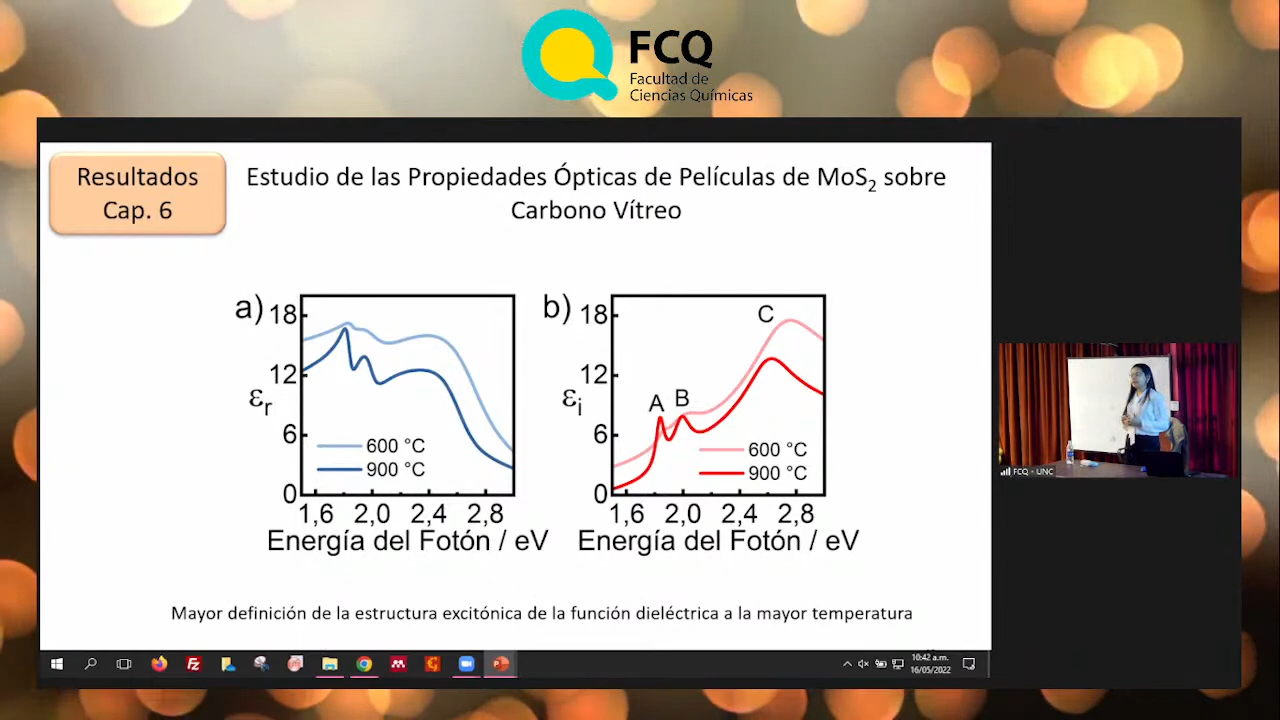 FCQ
Facultad de
Ciencias Químicas
Resultados
Cap. 6
Estudio de las Propiedades Ópticas de Películas de MoS₂ sobre
Carbono Vítreo
a)
18
12
6
0
εr
600 °C
900 °C
1,6 2,0 2,4 2,8
Energía del Fotón / eV
b)
18
12
6
0
εi
A
B
C
600 °C
900 °C
1,6 2,0 2,4 2,8
Energía del Fotón / eV
Mayor definición de la estructura excitónica de la función dieléctrica a la mayor temperatura
FCQ - UNC
10:42 a.m.
16/05/2022